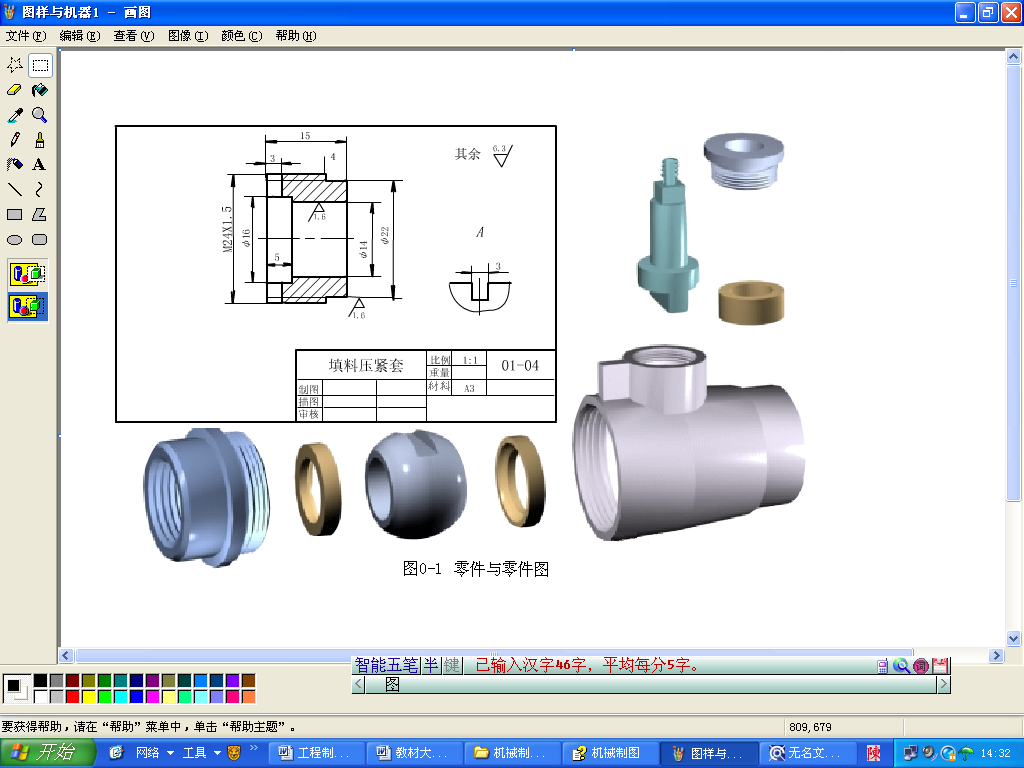 图样与机器1 - 画图
文件(F) 编辑(E) 查看(V) 图像(I) 颜色(C) 帮助(H)
A
15
3
4
其余 6.3
M24X1.5
φ16
1.6
φ14
φ22
A
5
3
1.6
填料压紧套
比例 1:1
重量
材料 A3
01-04
制图
描图
审核
图0-1 零件与零件图
智能五笔 半 键 已输入汉字46字，平均每分5字。
图
要获得帮助，请在“帮助”菜单中，单击“帮助主题”。
809,679
开始 网络 工具 » 工程制... 教材大... 机械制... 机械制图 图样与... 无名文... 陳 14:32